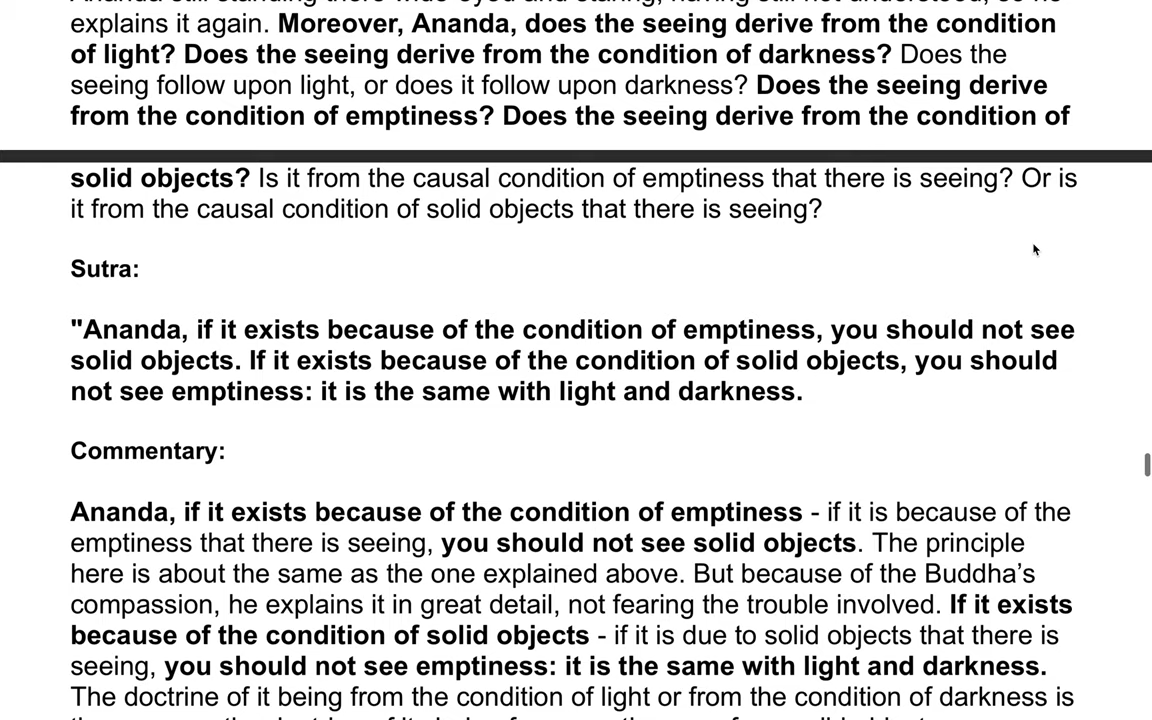 explains it again. Moreover, Ananda, does the seeing derive from the condition
of light? Does the seeing derive from the condition of darkness? Does the
seeing follow upon light, or does it follow upon darkness? Does the seeing derive
from the condition of emptiness? Does the seeing derive from the condition of
solid objects? Is it from the causal condition of emptiness that there is seeing? Or is
it from the causal condition of solid objects that there is seeing?
Sutra:
"Ananda, if it exists because of the condition of emptiness, you should not see
solid objects. If it exists because of the condition of solid objects, you should
not see emptiness: it is the same with light and darkness.
Commentary:
Ananda, if it exists because of the condition of emptiness - if it is because of the
emptiness that there is seeing, you should not see solid objects. The principle
here is about the same as the one explained above. But because of the Buddha’s
compassion, he explains it in great detail, not fearing the trouble involved. If it exists
because of the condition of solid objects - if it is due to solid objects that there is
seeing, you should not see emptiness: it is the same with light and darkness.
The doctrine of it being from the condition of light or from the condition of darkness is